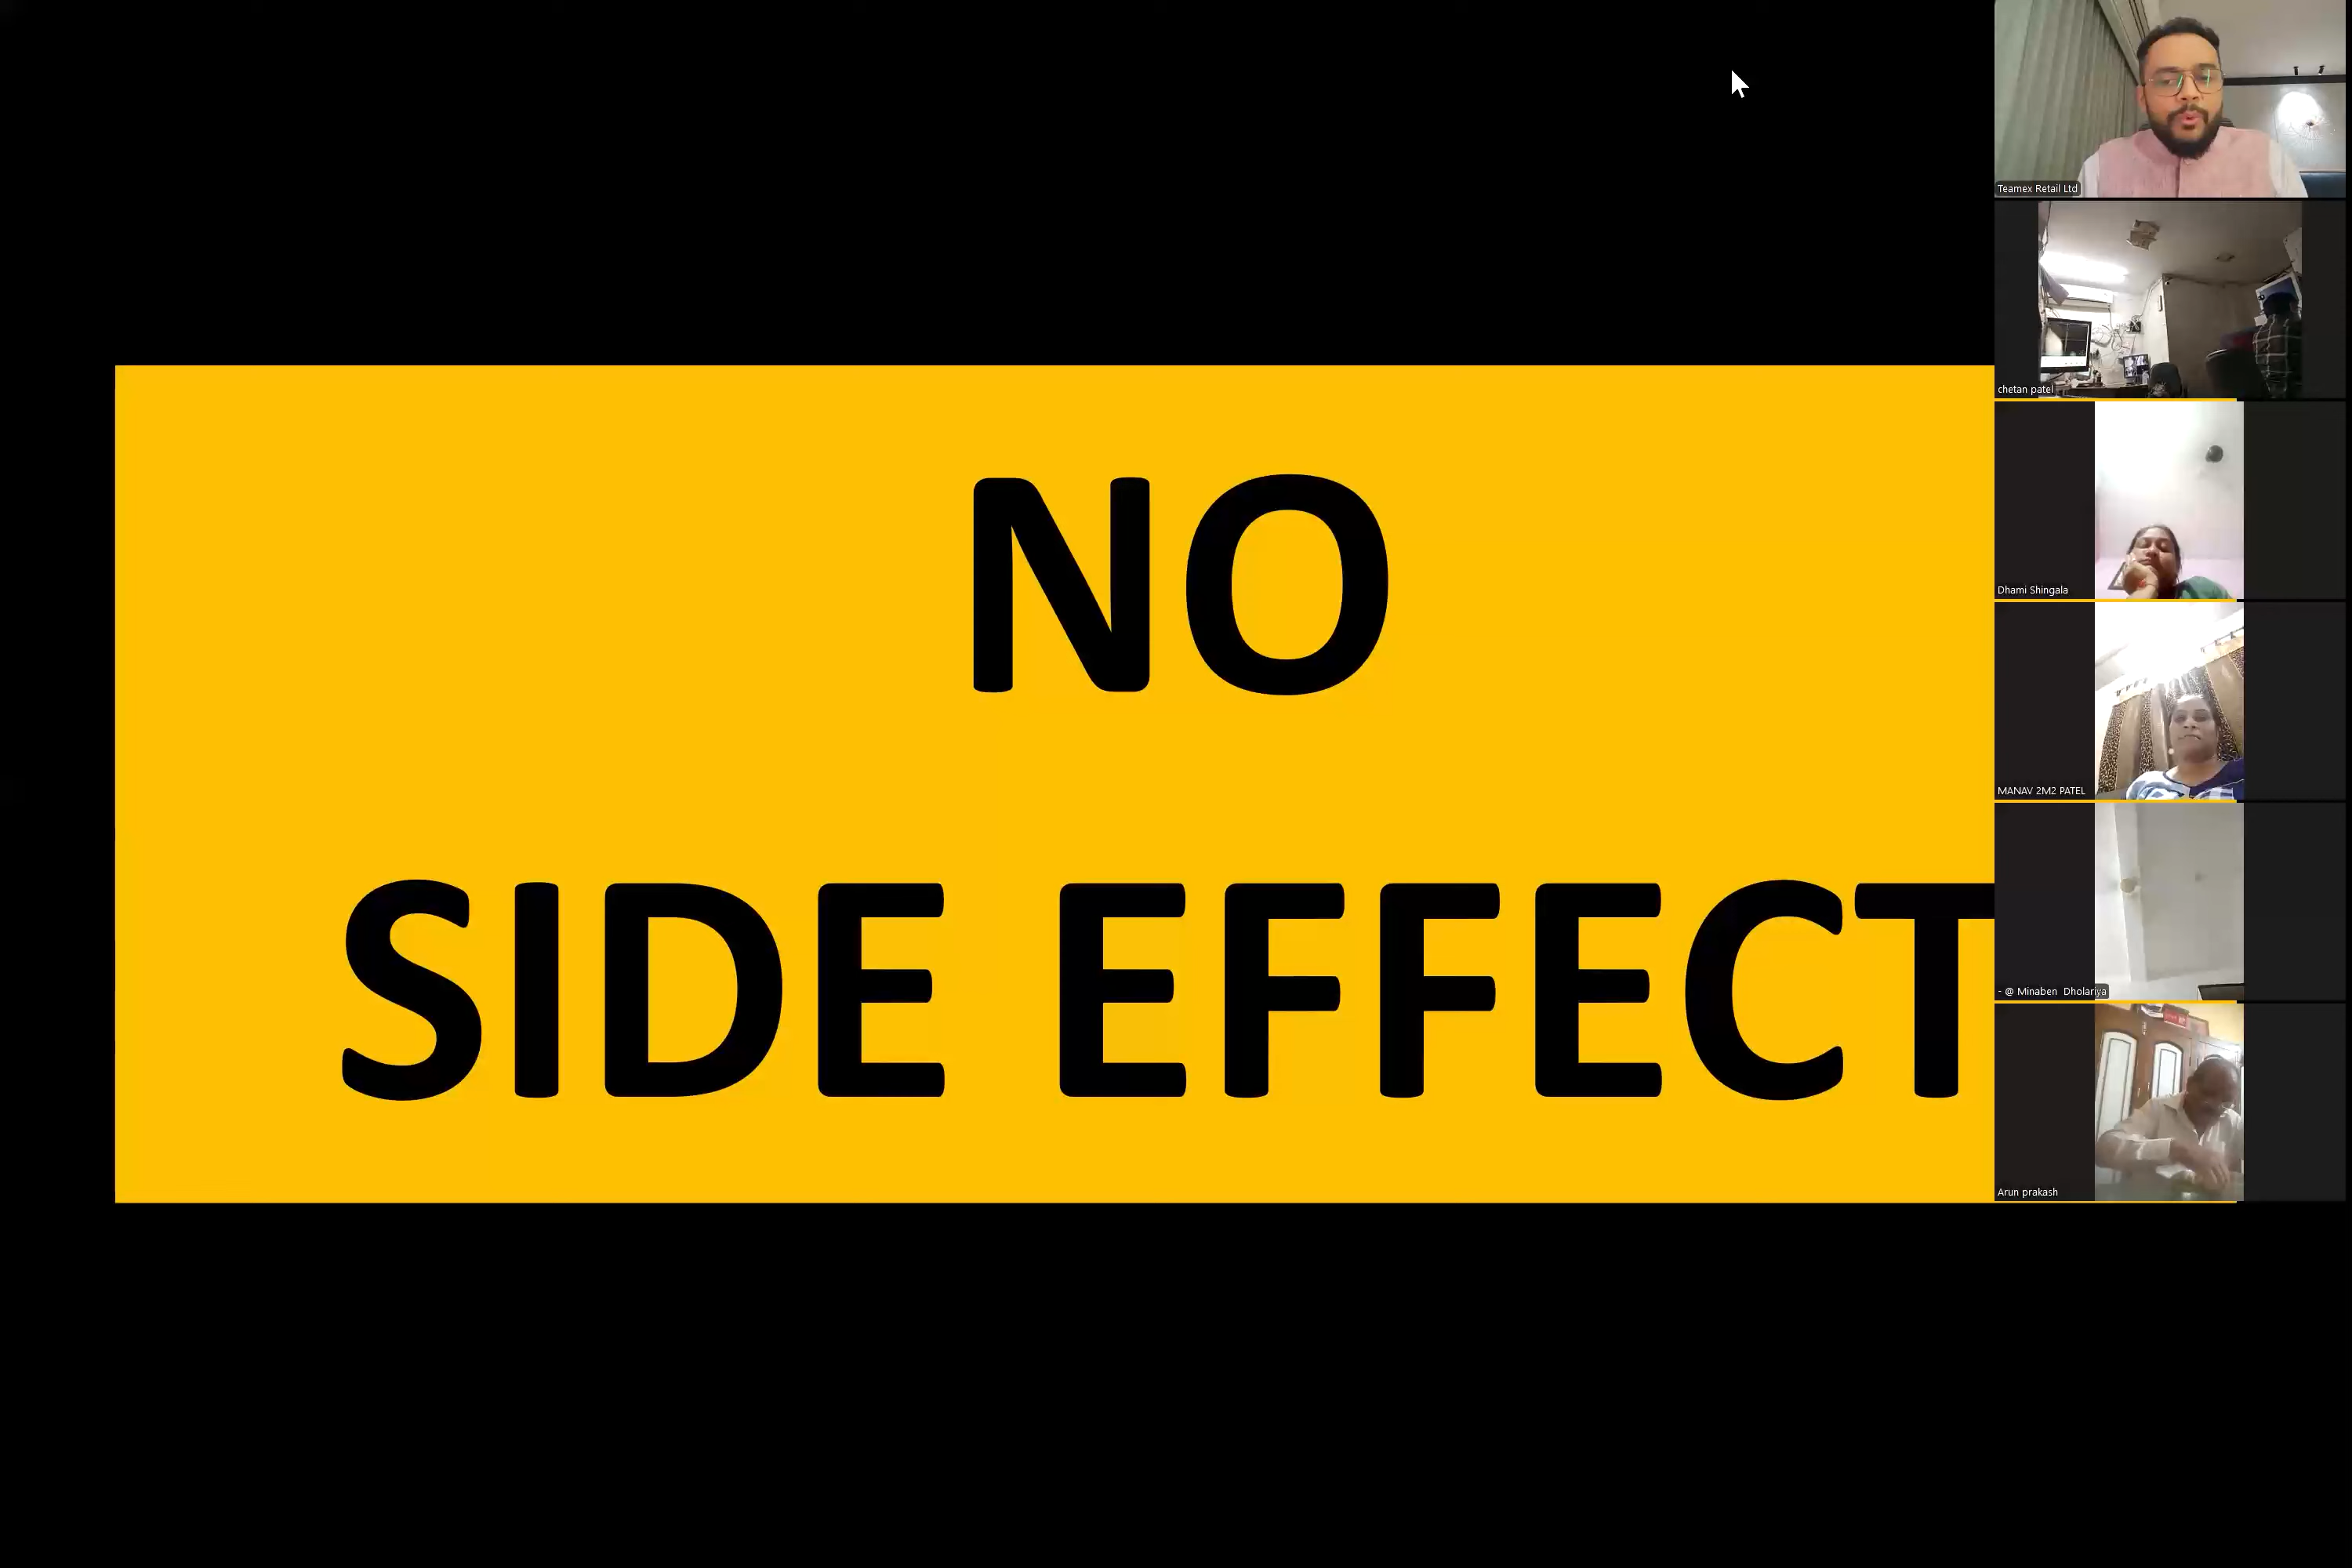 NO
SIDE EFFECT
Teamex Retail Ltd
chetan patel
Dhami Shingala
MANAV 2M2 PATEL
- @ Minaben Dholariya
Arun prakash